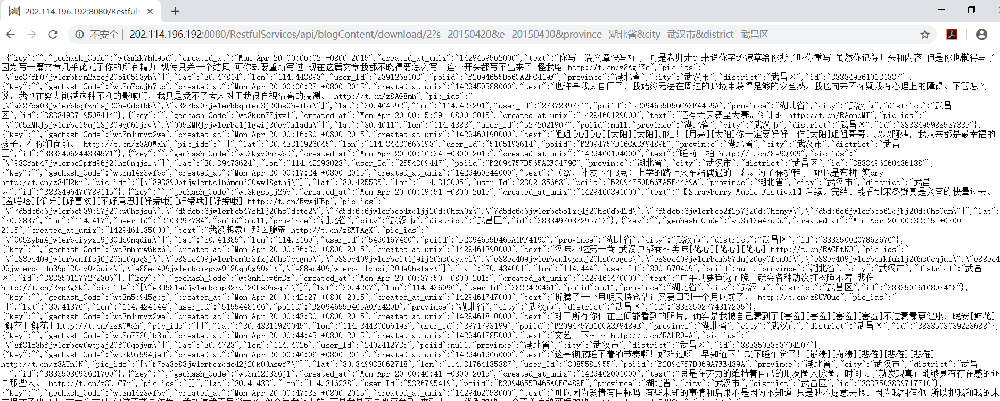 202.114.196.192:8080/RestfulS
不安全 | 202.114.196.192:8080/RestfulServices/api/blogContent/download/2?s=20150420&e=20150430&province=湖北省&city=武汉市&district=武昌区
[{"key":"","geohash_Code":"wt3mkk7hh95d","created_at":"Mon Apr 20 00:06:02 +0800 2015","created_at_unix":"1429459562000","text":"你写一篇文章快写好了 可是老师走过来说你字迹潦草给你撕了叫你重写 虽然你记得开头和内容 但是你也懒得写了
因为写一篇文章几乎花光了你的所有精力 纵使只差一个结尾 可你却要重新写过 现在这篇文章我都不晓得要怎么写  连个开头都写不出来了 怪我咯 http://t.cn/z8AgjKo","pic_ids":"
[\"8e87db07jw1erbbrm2ascj205i05i3yh\"]","lat":"30.47814","lon":"114.448898","user_Id":"2391268103","poiid":"B2094655D56CA2FC419F","province":"湖北省","city":"武汉市","district":"武昌区","id":"3833493610131837"},
{"key":"","geohash_Code":"wt3m7cujh7tc","created_at":"Mon Apr 20 00:06:28 +0800 2015","created_at_unix":"1429459588000","text":"也许是我太自闭了，我始终无法在周边的环境中获得足够的安全感。我也向来不怀疑我有心理上的障碍。不管怎么
说，我也在努力削减这种不利的影响啊，我只是受不了旁人对于我很自视清高的揣测。 http://t.cn/z8AG8mh","pic_ids":"
[\"a327ba03jw1erbbqfznlsj20hs0dctbb\",\"a327ba03jw1erbbqoteo3j20hs0hstbm\"]","lat":"30.464592","lon":"114.428291","user_Id":"2737289731","poiid":"B2094655D56CA3F4459A","province":"湖北省","city":"武汉市","district":"武昌
区","id":"3833493719508414"},{"key":"","geohash_Code":"wt3kun77jxv1","created_at":"Mon Apr 20 00:15:29 +0800 2015","created_at_unix":"1429460129000","text":"还有六天舞皇大赛。倒计时 http://t.cn/RAonqMT","pic_ids":"
[\"005KMRJpjw1erbc15uji8j309q06ijrv\",\"005KMRJpjw1erbc1j1gwij30ec0mladu\"]","lat":"30.4011","lon":"114.4383","user_Id":"5272021907","poiid":null,"province":"湖北省","city":"武汉市","district":"武昌区","id":"3833495988537335"},
{"key":"","geohash_Code":"wt3m1unvz2we","created_at":"Mon Apr 20 00:16:30 +0800 2015","created_at_unix":"1429460190000","text":"姐姐[心][心][太阳][太阳]加油！[月亮][太阳]你一定要好好工作[太阳]姐姐哥哥，叔叔阿姨，我从来都是最幸福的
孩子，在你们面前。 http://t.cn/z8A0Wah","pic_ids":"[]","lat":"30.43311926045","lon":"114.34430666193","user_Id":"5105198614","poiid":"B2094757D16CA3F9489E","province":"湖北省","city":"武汉市","district":"武昌
区","id":"3833496244334571"},{"key":"","geohash_Code":"wt3kgv0nrwbd","created_at":"Mon Apr 20 00:16:34 +0800 2015","created_at_unix":"1429460194000","text":"睡前一拍 http://t.cn/8s9QE09","pic_ids":"
[\"983fab47jw1erbc2pfd96j20hs0nqjsl\"]","lat":"30.39478624","lon":"114.42293023","user_Id":"2554309447","poiid":"B2094757D565A3FC479C","province":"湖北省","city":"武汉市","district":"武昌区","id":"3833496260436138"},
{"key":"","geohash_Code":"wt3m14z3wfbc","created_at":"Mon Apr 20 00:17:24 +0800 2015","created_at_unix":"1429460244000","text":"（欧，补发下午3点）上学的路上火车站偶遇的一幕。为了保护鞋子 她也是蛮拼[笑cry]
http://t.cn/z84U2kr","pic_ids":"[\"893890bfjw1erbc1h6meuj20ww18gthj\"]","lat":"30.425535","lon":"114.312005","user_Id":"2302185663","poiid":"B2094750D66FA5F4469A","province":"湖北省","city":"武汉市","district":"武昌
区","id":"3833496470789115"},{"key":"","geohash_Code":"wt3kgs5gj26b","created_at":"Mon Apr 20 00:19:51 +0800 2015","created_at_unix":"1429460391000","text":"【Strawberry Music Festival】后续。完结。能看到宋冬野真是兴奋的快晕过去。
[羞嗒嗒][偷乐][好喜欢][不好意思][好爱哦][好爱哦][好爱哦] http://t.cn/RzwjUBp","pic_ids":"
[\"7d5dc6c6jw1erbc539ci7j20cw0hsjsu\",\"7d5dc6c6jw1erbc547shlj20hs0dctc2\",\"7d5dc6c6jw1erbc54xc1jj20dc0hsn0x\",\"7d5dc6c6jw1erbc551xq4j20hs0db42d\",\"7d5dc6c6jw1erbc52f2p7j20dc0hsmyw\",\"7d5dc6c6jw1erbc562cjbj20dc0hs0um\"]","lat":
"30.3887","lon":"114.417","user_Id":"2103297734","poiid":null,"province":"湖北省","city":"武汉市","district":"武昌区","id":"3833497087295713"},{"key":"","geohash_Code":"wt3m13e48udu","created_at":"Mon Apr 20 00:32:15 +0800
2015","created_at_unix":"1429461135000","text":"我没想象中那么脆弱 http://t.cn/z8MTAgX","pic_ids":"
[\"005Zybm4jw1erbciyyxo9j30dc0nqdim\"]","lat":"30.41885","lon":"114.3169","user_Id":"5490167460","poiid":"B2094655D465A1FF419C","province":"湖北省","city":"武汉市","district":"武昌区","id":"3833500207862676"},
{"key":"","geohash_Code":"wt3mhhrw6kz6","created_at":"Mon Apr 20 00:36:30 +0800 2015","created_at_unix":"1429461390000","text":"汉味小吃第一巷 武汉户部巷～美味[花心][花心][花心] http://t.cn/RACFtNO","pic_ids":"
[\"e88ec409jw1erbcnffsj6j20ho0qoq8j\",\"e88ec409jw1erbcn0r3fxj20hs0ccgne\",\"e88ec409jw1erbc1t1j9ij20hs0cyacl\",\"e88ec409jw1erbcmlvpnuj20hs0cogos\",\"e88ec409jw1erbcmb57dnj20oy0fcn0f\",\"e88ec409jw1erbcmkfuk1j20hs0cqjus\",\"e88ec4
09jw1erbc1du39pj20cv0k9dik\",\"e88ec409jw1erbcmvpzw9j20qo0g90xi\",\"e88ec409jw1erbc11vobij20da0hstaz\"]","lat":"30.434601","lon":"114.444","user_Id":"3901670409","poiid":null,"province":"湖北省","city":"武汉市","district":"武昌
区","id":"3833501277272806"},{"key":"","geohash_Code":"wt3mh1cv6m3z","created_at":"Mon Apr 20 00:37:50 +0800 2015","created_at_unix":"1429461470000","text":"中午只要睡觉了晚上就会各种动次打次睡不着[悲伤]
http://t.cn/RzpEgSk","pic_ids":"[\"e3d581edjw1erbcop32rzj20hs0hsq51\"]","lat":"30.4207","lon":"114.436096","user_Id":"3822420461","poiid":null,"province":"湖北省","city":"武汉市","district":"武昌区","id":"3833501616893418"},
{"key":"","geohash_Code":"wt3m5c945gcg","created_at":"Mon Apr 20 00:42:27 +0800 2015","created_at_unix":"1429461747000","text":"折腾了一个月明天持仓估计又要回到一个月以前了， http://t.cn/z8UVOue","pic_ids":"
[]","lat":"30.41876","lon":"114.424144","user_Id":"5155448166","poiid":"B2094655D465A0F8429D","province":"湖北省","city":"武汉市","district":"武昌区","id":"3833502774317205"},
{"key":"","geohash_Code":"wt3m1unvz2we","created_at":"Mon Apr 20 00:43:30 +0800 2015","created_at_unix":"1429461810000","text":"对于所有你们在空间能看到的照片，确实是我被自己蠢到了[害羞][害羞][害羞][害羞]不过蠢蠢更健康，晚安[鲜花]
[鲜花][鲜花] http://t.cn/z8A0Wah","pic_ids":"[]","lat":"30.43311926045","lon":"114.34430666193","user_Id":"3971793199","poiid":"B2094757D16CA3F9489E","province":"湖北省","city":"武汉市","district":"武昌区","id":"3833503039223688"},
{"key":"","geohash_Code":"wt3m7736jb3m","created_at":"Mon Apr 20 00:44:45 +0800 2015","created_at_unix":"1429461885000","text":"文艺一下～～ http://t.cn/RALR9eA","pic_ids":"
[\"8f31e8bfjw1erbcw0wtpaj20f00qojvm\"]","lat":"30.4723","lon":"114.4026","user_Id":"2402412735","poiid":null,"province":"湖北省","city":"武汉市","district":"武昌区","id":"3833503353704207"},
{"key":"","geohash_Code":"wt3k9m594jed","created_at":"Mon Apr 20 00:46:06 +0800 2015","created_at_unix":"1429461966000","text":"这是彻底睡不着的节奏啊！好难过啊！早知道下午就不睡午觉了！[崩溃][崩溃][悲催][悲催][悲催]
http://t.cn/z8ATnON","pic_ids":"[\"b7ea3e83jw1erbcxcdo42j20k00hswf7\"]","lat":"30.349933062718","lon":"114.31764135887","user_Id":"3085581955","poiid":"B2094757D069A7FE439A","province":"湖北省","city":"武汉市","district":"武昌
区","id":"3833503693621709"},{"key":"","geohash_Code":"wt3m12f836j1","created_at":"Mon Apr 20 00:46:41 +0800 2015","created_at_unix":"1429462001000","text":"总是在努力的维持着自己的朋友圈人脉圈，时间长了就发现真正能够具有存在感的还
是那些人。 http://t.cn/z8L1C7r","pic_ids":"[]","lat":"30.41433","lon":"114.316238","user_Id":"5326795419","poiid":"B2094655D465A0FC489E","province":"湖北省","city":"武汉市","district":"武昌区","id":"3833503839717710"},
{"key":"","geohash_Code":"wt3mhwcyj8mh","created_at":"Mon Apr 20 00:47:33 +0800 2015","created_at_unix":"1429462053000","text":"可以因为爱情有目标吗 有些未知的事情和后果不是因为不知道 只是我不愿意去想。因为我相信他 所以把我和我的未